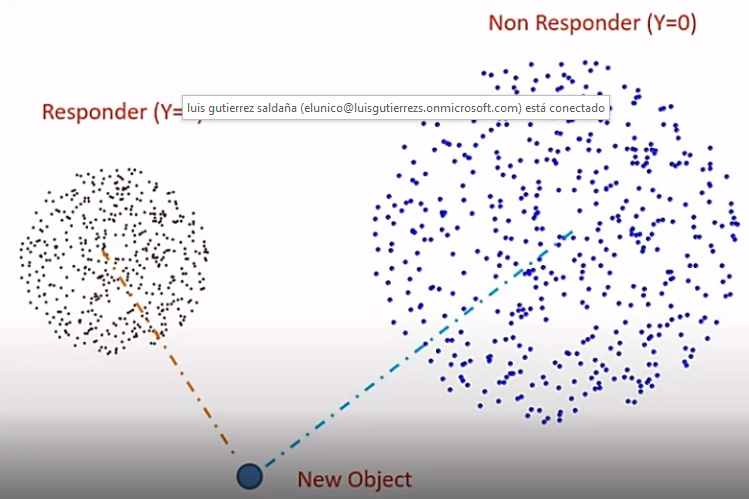 Non Responder (Y=0)
Responder (Y=
luis gutierrez saldaña (elunico@luisgutierrezs.onmicrosoft.com) está conectado
New Object